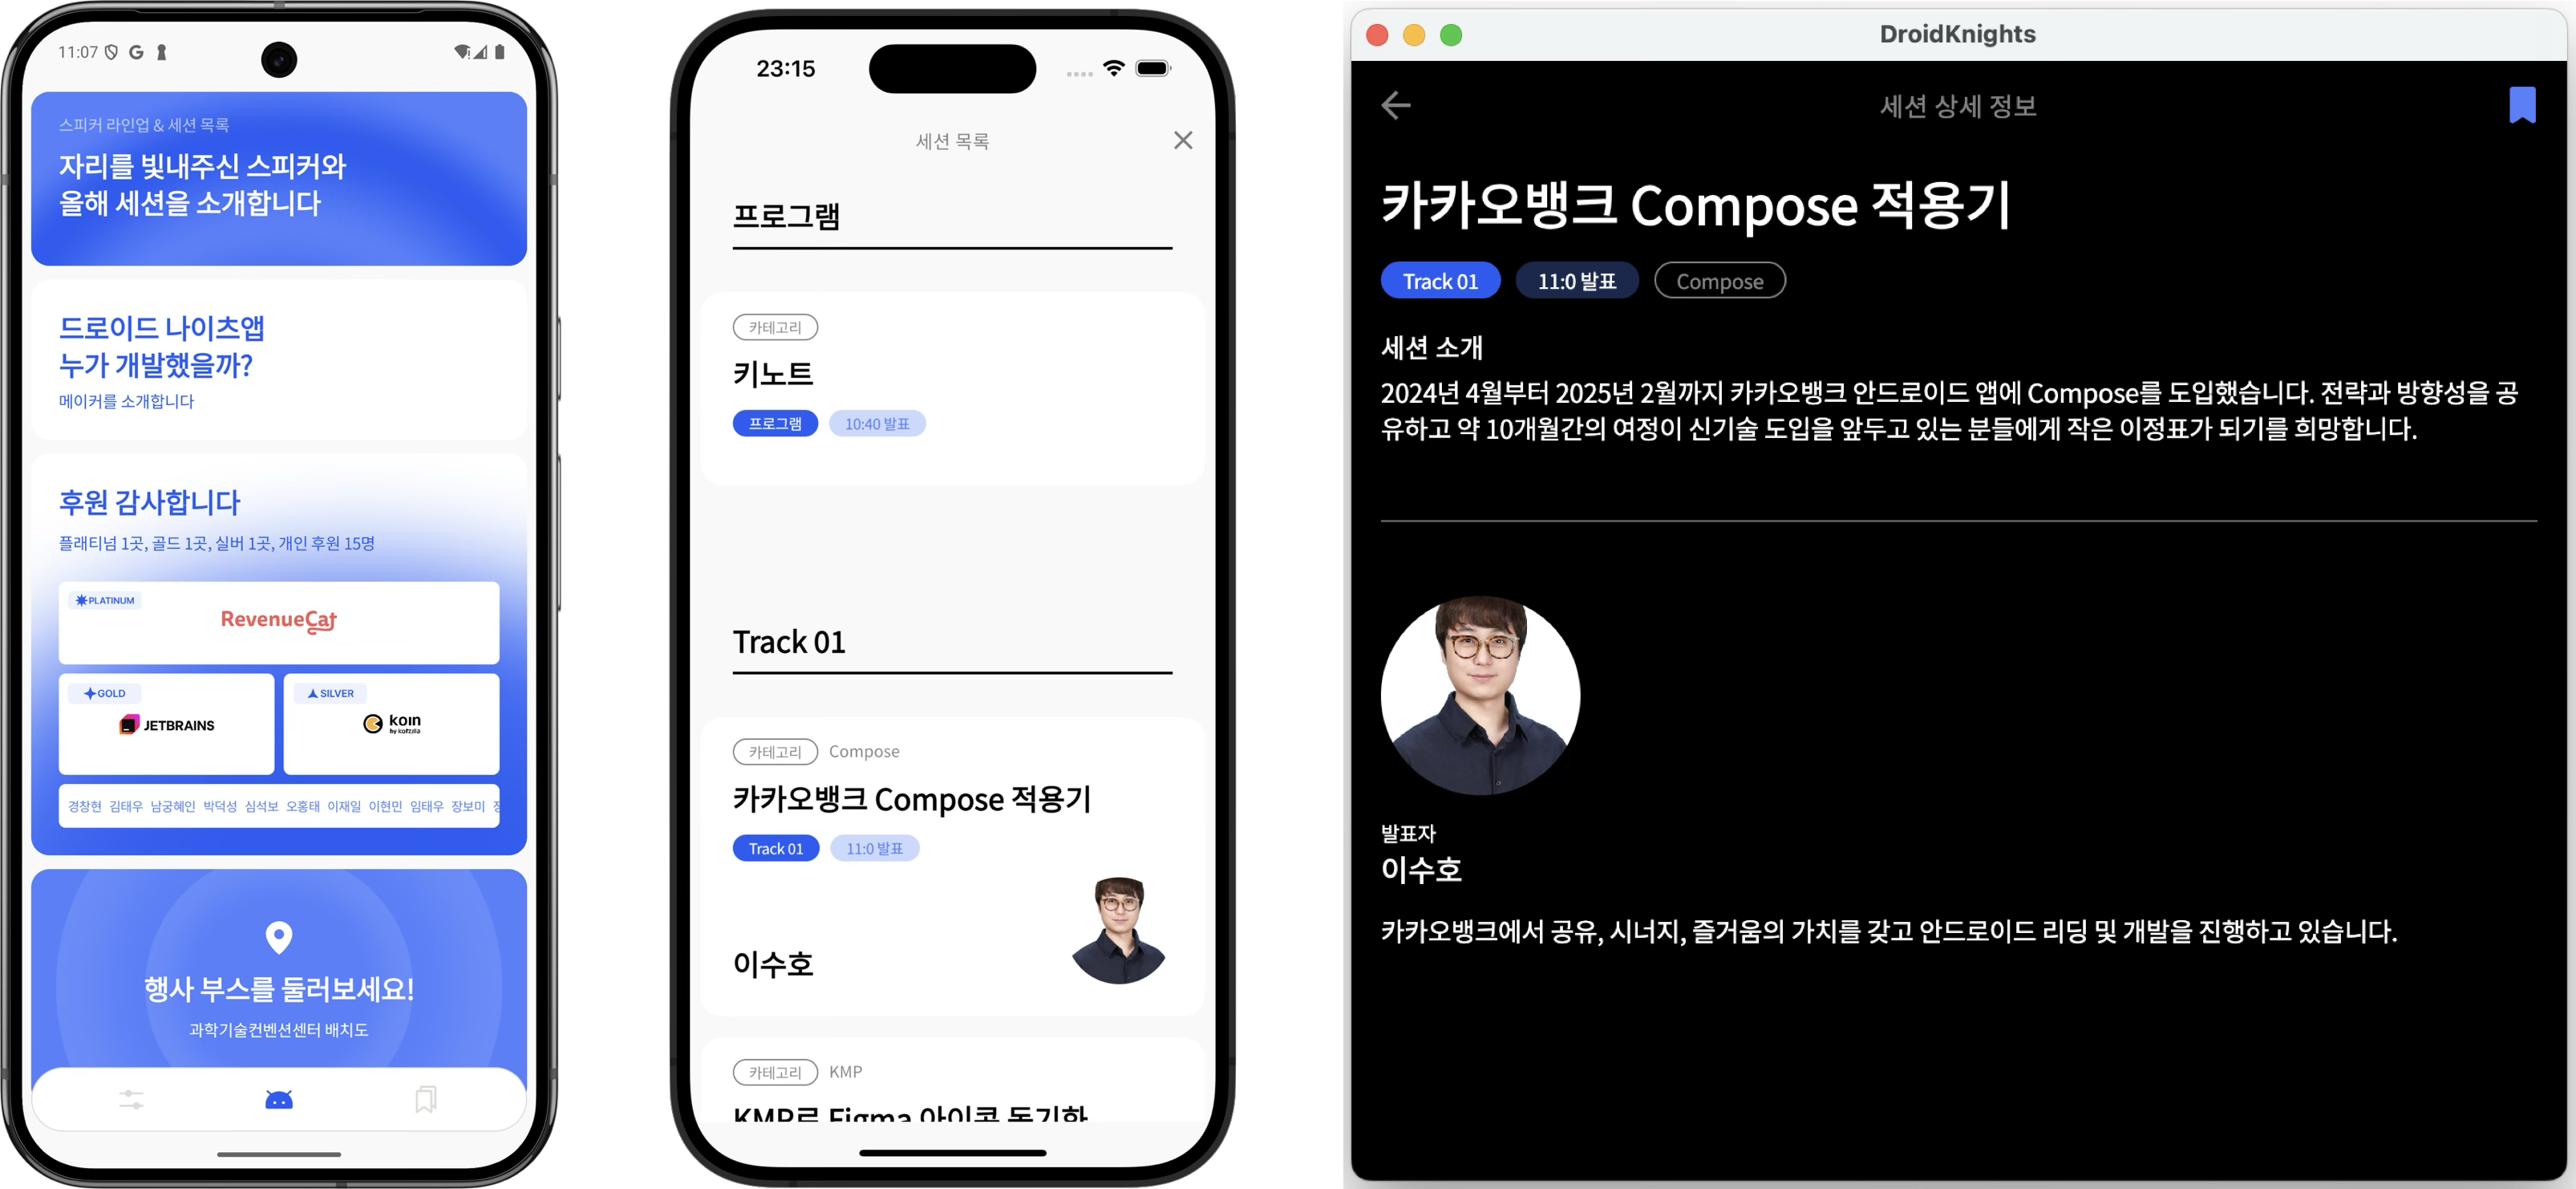 11:07
스피커 라인업 & 세션 목록
자리를 빛내주신 스피커와
올해 세션을 소개합니다
드로이드 나이츠앱
누가 개발했을까?
메이커를 소개합니다
후원 감사합니다
플래티넘 1곳, 골드 1곳, 실버 1곳, 개인 후원 15명
PLATINUM
RevenueCat
GOLD
JETBRAINS
SILVER
koin
by kotzilla
경창현 김태우 남궁혜인 박덕성 심석보 오홍태 이재일 이현민 임태우 장보미
행사 부스를 둘러보세요!
과학기술컨벤션센터 배치도
23:15
세션 목록
프로그램
카테고리
키노트
프로그램 10:40 발표
Track 01
카테고리 Compose
카카오뱅크 Compose 적용기
Track 01 11:0 발표
이수호
카테고리 KMP
KMP로 Figma 아이콘 동기화
DroidKnights
세션 상세 정보
카카오뱅크 Compose 적용기
Track 01 11:0 발표 Compose
세션 소개
2024년 4월부터 2025년 2월까지 카카오뱅크 안드로이드 앱에 Compose를 도입했습니다. 전략과 방향성을 공
유하고 약 10개월간의 여정이 신기술 도입을 앞두고 있는 분들에게 작은 이정표가 되기를 희망합니다.
발표자
이수호
카카오뱅크에서 공유, 시너지, 즐거움의 가치를 갖고 안드로이드 리딩 및 개발을 진행하고 있습니다.